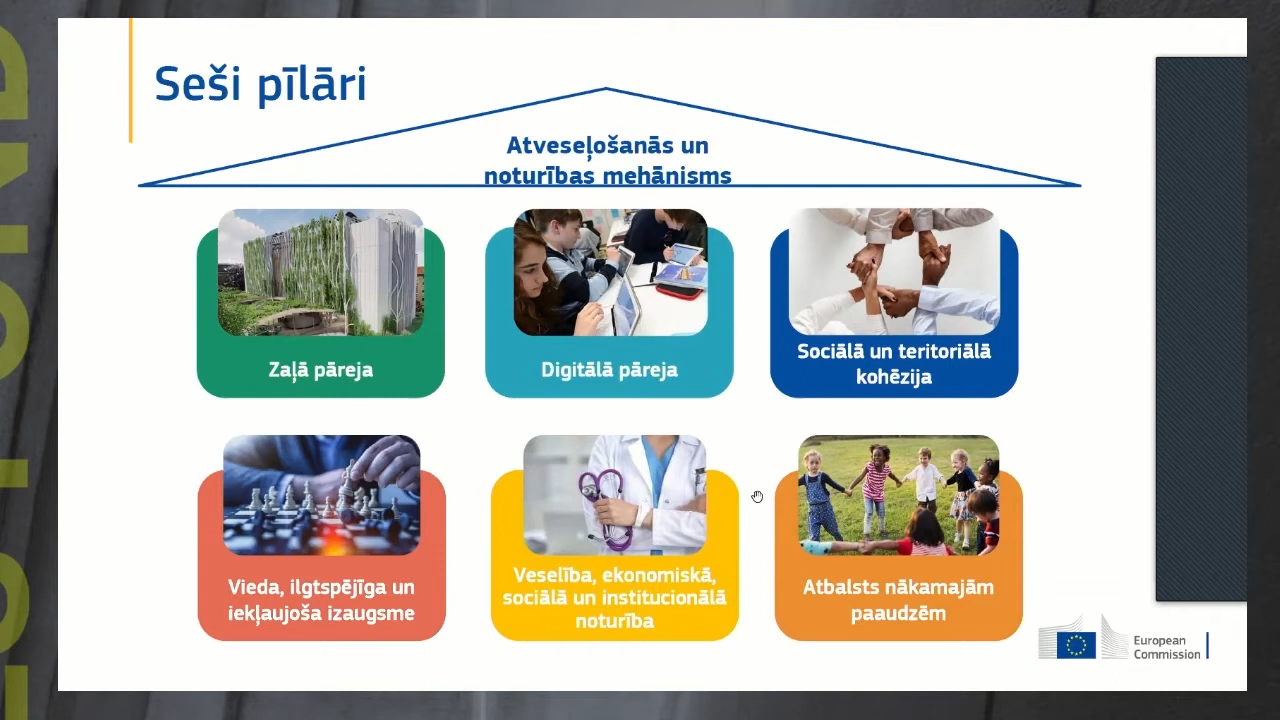 Seši pīlāri
Atveseļošanās un
noturības mehānisms
Zaļā pāreja
Digitālā pāreja
Sociālā un teritoriālā
kohēzija
Vieda, ilgtspējīga un
iekļaujoša izaugsme
Veselība, ekonomiskā,
sociālā un institucionālā
noturība
Atbalsts nākamajām
paaudzēm
European
Commission